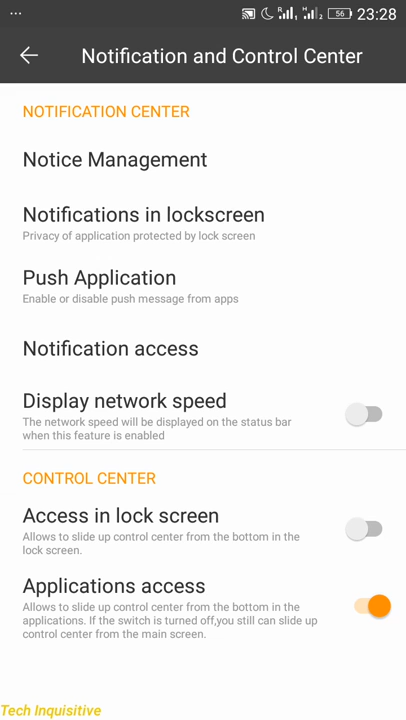 ... R 1 H 2 56 23:28
Notification and Control Center
NOTIFICATION CENTER
Notice Management
Notifications in lockscreen
Privacy of application protected by lock screen
Push Application
Enable or disable push message from apps
Notification access
Display network speed
The network speed will be displayed on the status bar
when this feature is enabled
CONTROL CENTER
Access in lock screen
Allows to slide up control center from the bottom in the
lock screen.
Applications access
Allows to slide up control center from the bottom in the
applications. If the switch is turned off,you still can slide up
control center from the main screen.
Tech Inquisitive